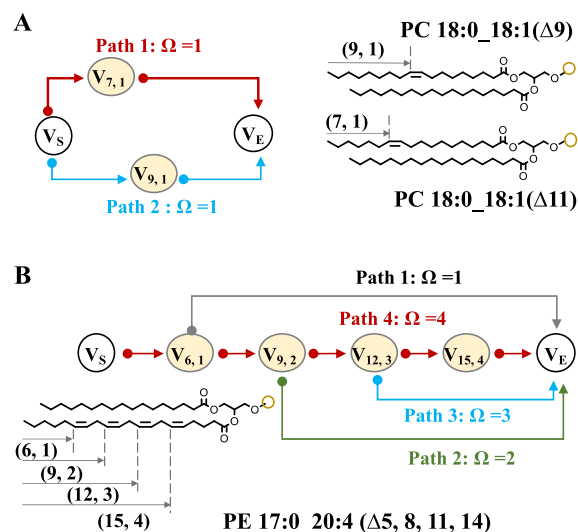 A
Path 1: Ω =1
V7, 1
VS
VE
V9, 1
Path 2 : Ω =1
PC 18:0_18:1(Δ9)
(9, 1)
O
O
O
O
(7, 1)
O
O
O
O
PC 18:0_18:1(Δ11)
B
Path 1: Ω =1
Path 4: Ω =4
VS
V6, 1
V9, 2
V12, 3
V15, 4
VE
Path 3: Ω =3
Path 2: Ω =2
O
O
O
O
O
(6, 1)
(9, 2)
(12, 3)
(15, 4)
PE 17:0_20:4 (Δ5, 8, 11, 14)